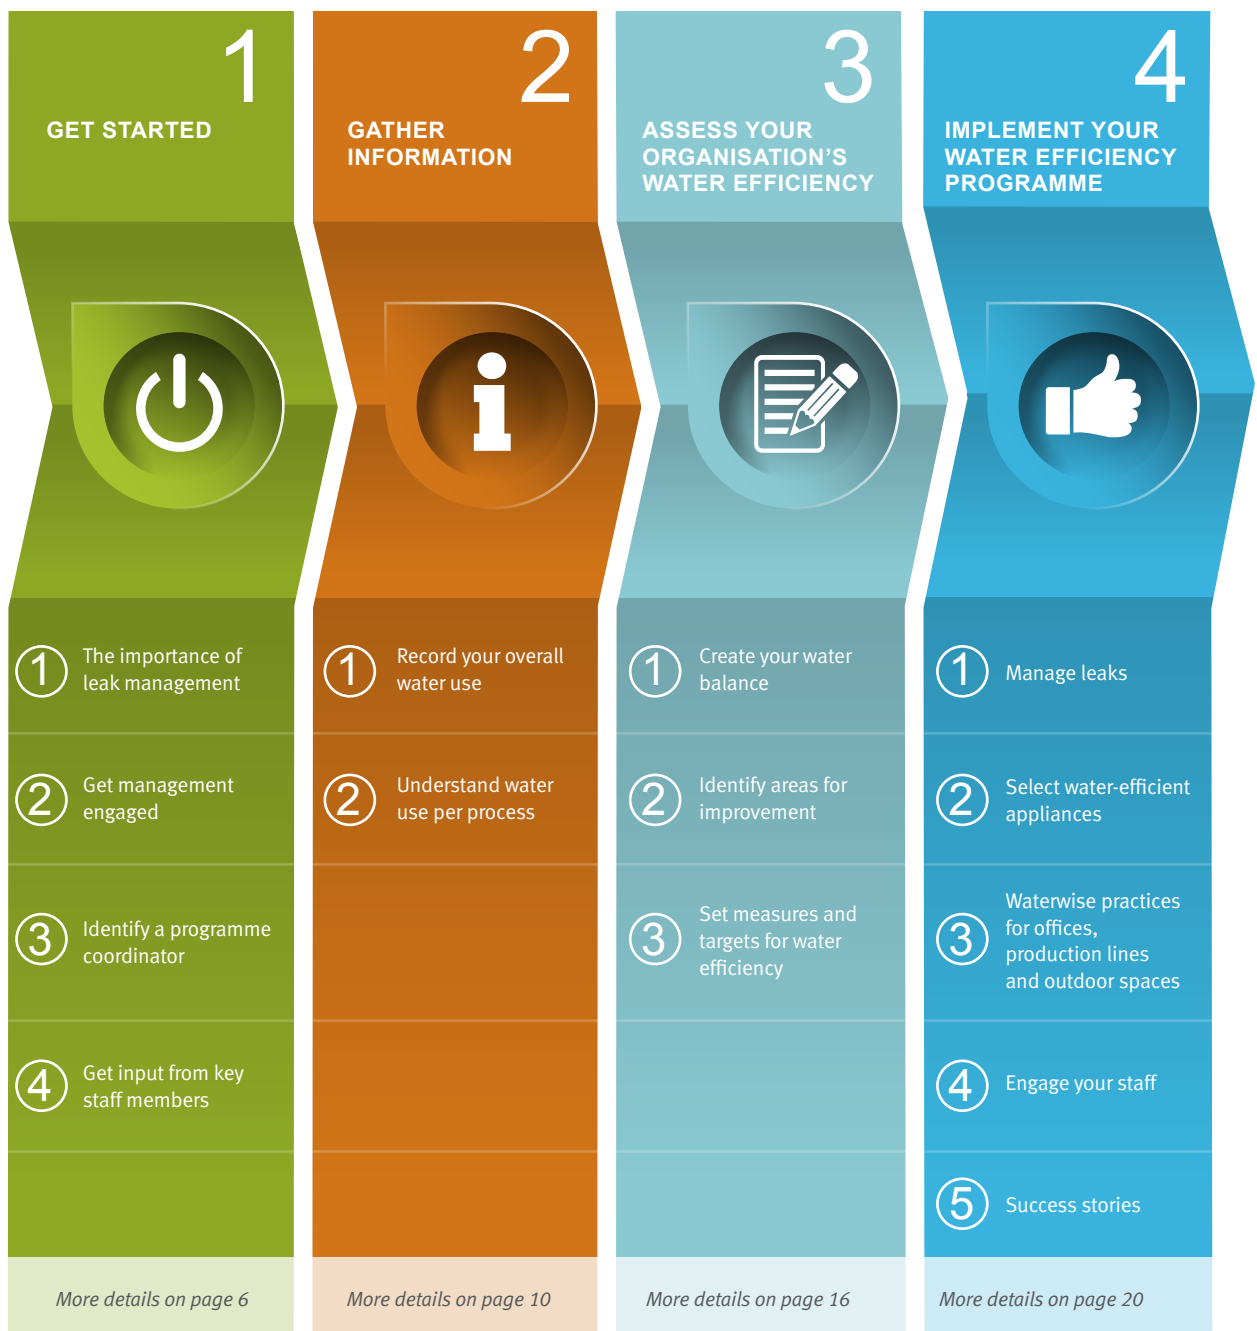 1
GET STARTED
1
The importance of
leak management
2
Get management
engaged
3
Identify a programme
coordinator
4
Get input from key
staff members
More details on page 6
2
GATHER
INFORMATION
1
Record your overall
water use
2
Understand water
use per process
More details on page 10
3
ASSESS YOUR
ORGANISATION'S
WATER EFFICIENCY
1
Create your water
balance
2
Identify areas for
improvement
3
Set measures and
targets for water
efficiency
More details on page 16
4
IMPLEMENT YOUR
WATER EFFICIENCY
PROGRAMME
1
Manage leaks
2
Select water-efficient
appliances
3
Waterwise practices
for offices,
production lines
and outdoor spaces
4
Engage your staff
5
Success stories
More details on page 20